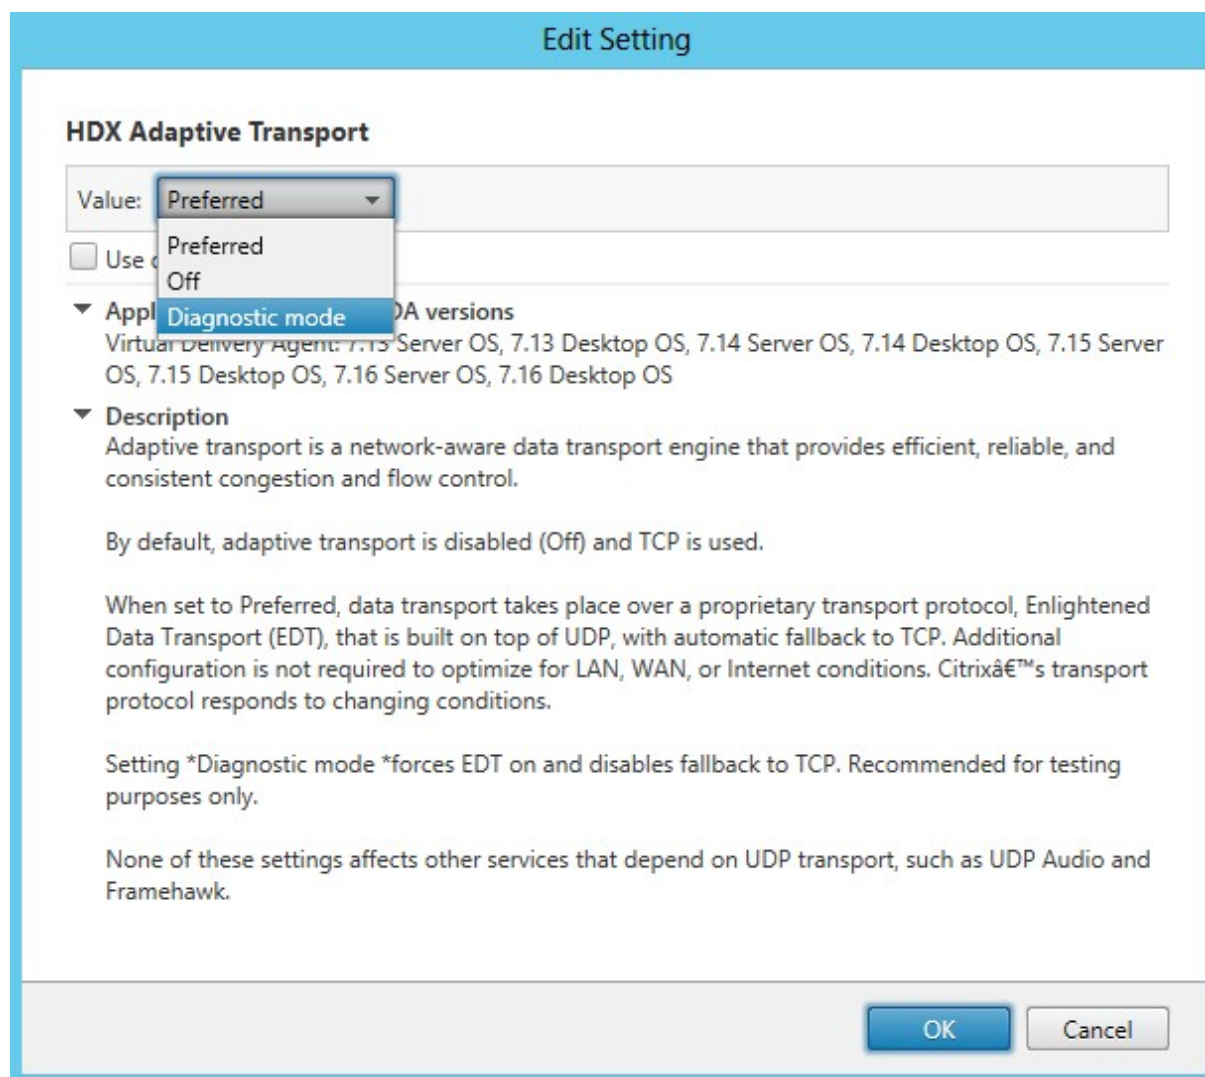 Edit Setting
HDX Adaptive Transport
Value: Preferred
Preferred
Use
Off
Diagnostic mode
Appl DA versions
Virtual Delivery Agent: 7.13 Server OS, 7.13 Desktop OS, 7.14 Server OS, 7.14 Desktop OS, 7.15 Server
OS, 7.15 Desktop OS, 7.16 Server OS, 7.16 Desktop OS
Description
Adaptive transport is a network-aware data transport engine that provides efficient, reliable, and
consistent congestion and flow control.
By default, adaptive transport is disabled (Off) and TCP is used.
When set to Preferred, data transport takes place over a proprietary transport protocol, Enlightened
Data Transport (EDT), that is built on top of UDP, with automatic fallback to TCP. Additional
configuration is not required to optimize for LAN, WAN, or Internet conditions. Citrixâ€™s transport
protocol responds to changing conditions.
Setting *Diagnostic mode *forces EDT on and disables fallback to TCP. Recommended for testing
purposes only.
None of these settings affects other services that depend on UDP transport, such as UDP Audio and
Framehawk.
OK Cancel